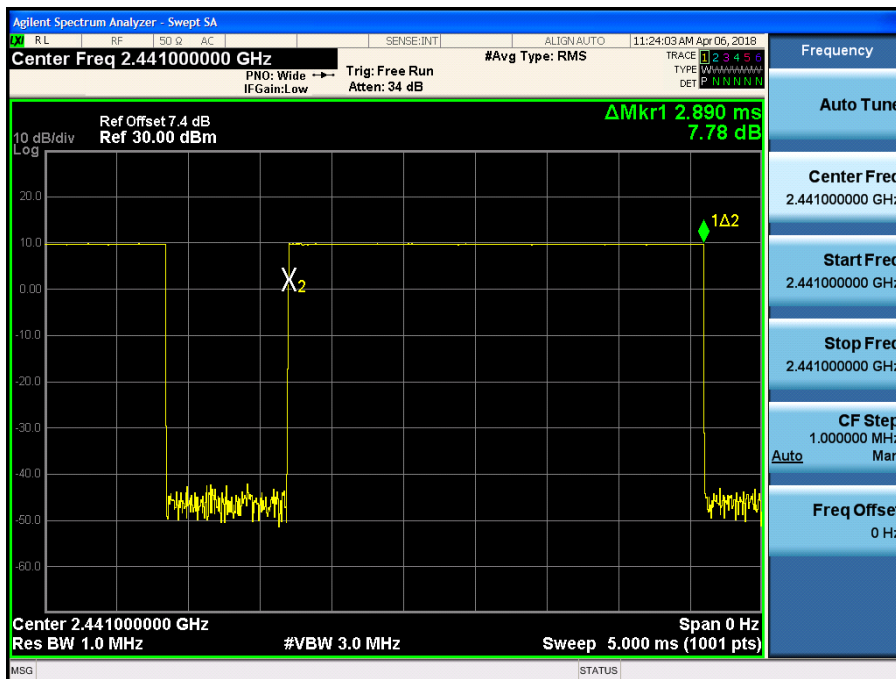 Agilent Spectrum Analyzer - Swept SA
LXI RL RF 50 Ω AC SENSE:INT ALIGN AUTO 11:24:03 AM Apr 06, 2018
Center Freq 2.441000000 GHz
#Avg Type: RMS
TRACE 1 2 3 4 5 6
PNO: Wide
Trig: Free Run
TYPE WWWWWW
IFGain:Low
Atten: 34 dB
DET P N N N N N
ΔMkr1 2.890 ms
7.78 dB
Ref Offset 7.4 dB
10 dB/div
Ref 30.00 dBm
Log
20.0
10.0
0.00
-10.0
-20.0
-30.0
-40.0
-50.0
-60.0
1Δ2
X2
Center 2.441000000 GHz
Span 0 Hz
Res BW 1.0 MHz
#VBW 3.0 MHz
Sweep 5.000 ms (1001 pts)
MSG
STATUS
Frequency
Auto Tune
Center Freq
2.441000000 GHz
Start Freq
2.441000000 GHz
Stop Freq
2.441000000 GHz
CF Step
1.000000 MHz
Auto Man
Freq Offset
0 Hz